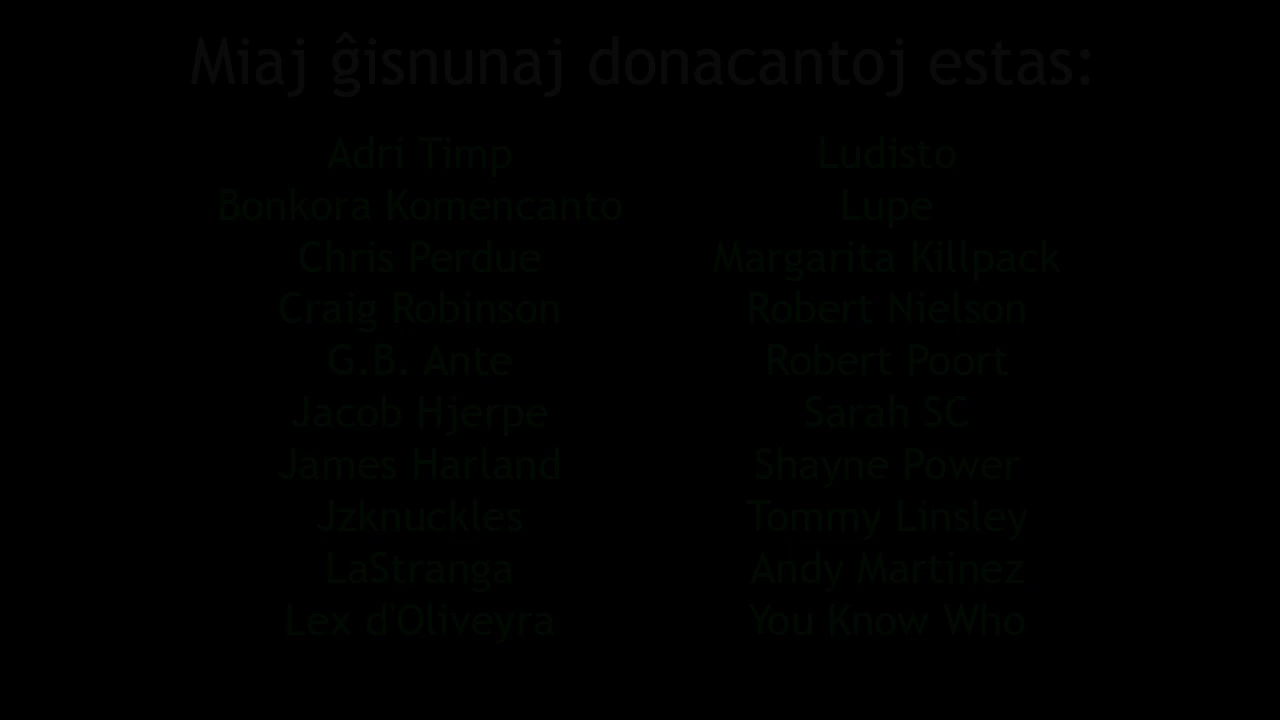 Miaj ĝisnunaj donacantoj estas:
Adri Timp
Bonkora Komencanto
Chris Perdue
Craig Robinson
G.B. Ante
Jacob Hjerpe
James Harland
Jzknuckles
LaStranga
Lex d'Oliveyra
Ludisto
Lupe
Margarita Killpack
Robert Nielson
Robert Poort
Sarah SC
Shayne Power
Tommy Linsley
Andy Martinez
You Know Who